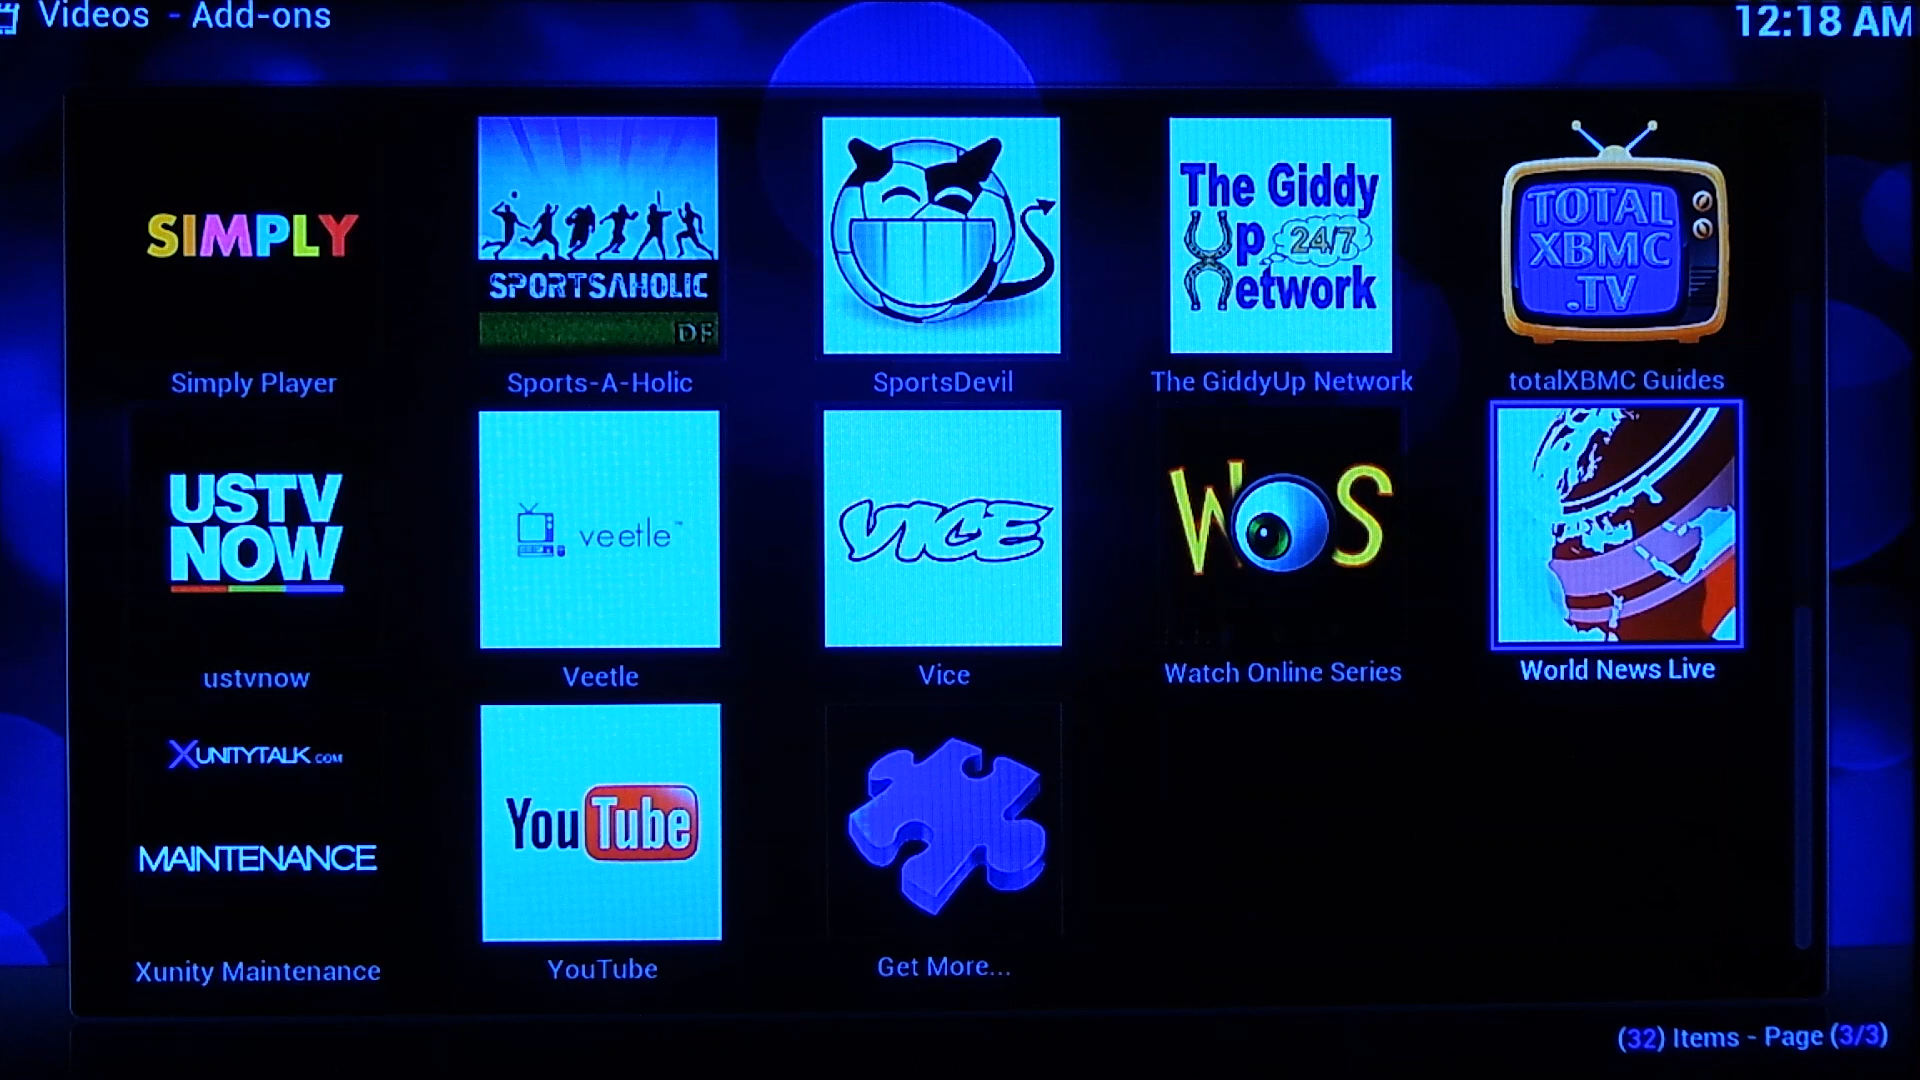 Videos - Add-ons
12:18 AM
SIMPLY
SPORTSAHOLIC
DF
The Giddy
Up 24/7
Network
TOTAL
XBMC
.TV
Simply Player
Sports-A-Holic
SportsDevil
The GiddyUp Network
totalXBMC Guides
USTV
NOW
veetle™
VICE
WOS
ustvnow
Veetle
Vice
Watch Online Series
World News Live
XUNITYTALK.COM
MAINTENANCE
YouTube
Xunity Maintenance
YouTube
Get More...
(32) Items - Page (3/3)